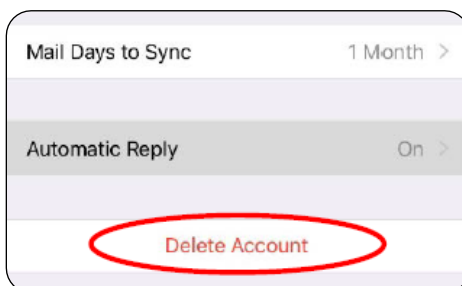 Mail Days to Sync 1 Month >
Automatic Reply On >
Delete Account